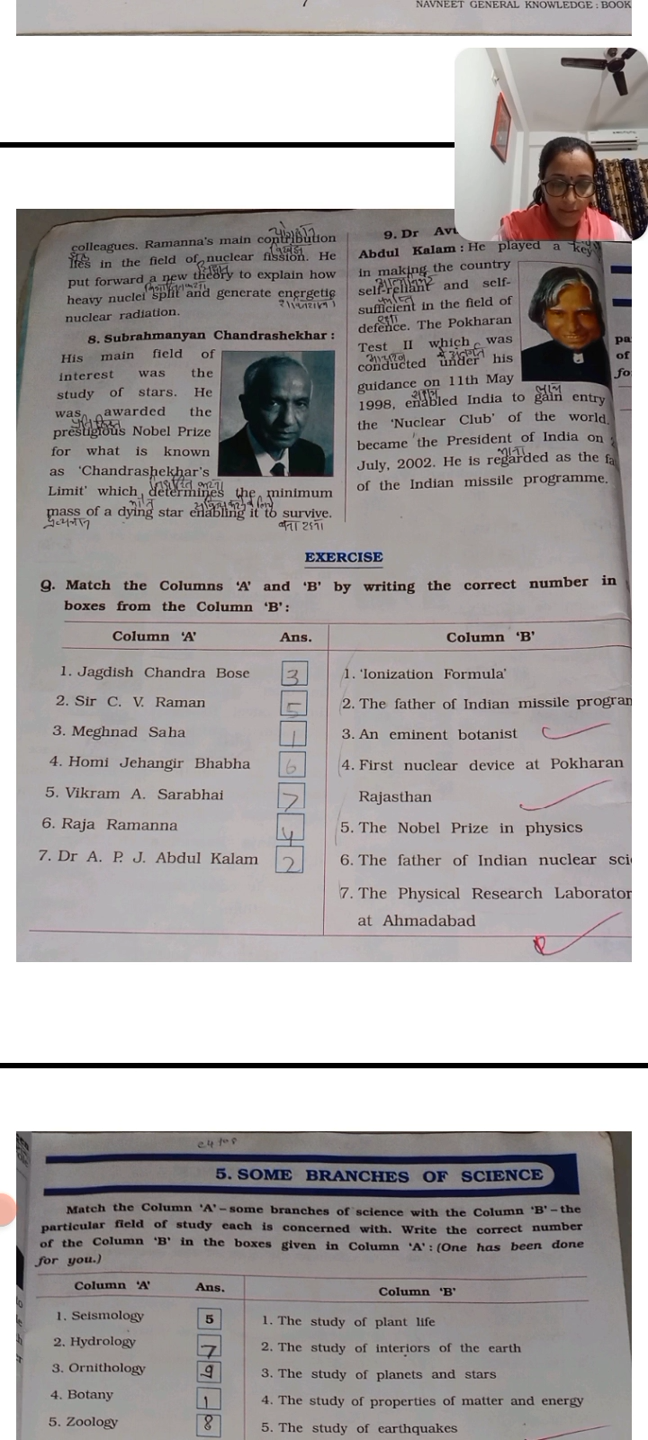 7
NAVNEET GENERAL KNOWLEDGE : BOOK
colleagues. Ramanna's main contribution
lies in the field of nuclear fission. He
put forward a new theory to explain how
heavy nuclei split and generate energetic
nuclear radiation.
8. Subrahmanyan Chandrashekhar :
His main field of
interest was the
study of stars. He
was awarded the
prestigious Nobel Prize
for what is known
as 'Chandrashekhar's
Limit' which determines the minimum
mass of a dying star enabling it to survive.
9. Dr
Abdul Kalam : He played a key
in making the country
self-reliant and self-
sufficient in the field of
defence. The Pokharan
Test II which was
conducted under his
guidance on 11th May
1998, enabled India to gain entry
the 'Nuclear Club' of the world.
became the President of India on
July, 2002. He is regarded as the fa
of the Indian missile programme.
pa
of
fo
EXERCISE
Q. Match the Columns 'A' and 'B' by writing the correct number in
boxes from the Column 'B' :
Column 'A' Ans. Column 'B'
1. Jagdish Chandra Bose 3 1. 'Ionization Formula'
2. Sir C. V. Raman 5 2. The father of Indian missile progran
3. Meghnad Saha 1 3. An eminent botanist
4. Homi Jehangir Bhabha 6 4. First nuclear device at Pokharan
5. Vikram A. Sarabhai 7 Rajasthan
6. Raja Ramanna 4 5. The Nobel Prize in physics
7. Dr A. P. J. Abdul Kalam 2 6. The father of Indian nuclear sci
7. The Physical Research Laborator
at Ahmadabad
5. SOME BRANCHES OF SCIENCE
Match the Column 'A' – some branches of science with the Column 'B' – the
particular field of study each is concerned with. Write the correct number
of the Column 'B' in the boxes given in Column 'A' : (One has been done
for you.)
Column 'A' Ans. Column 'B'
1. Seismology 5 1. The study of plant life
2. Hydrology 7 2. The study of interiors of the earth
3. Ornithology 9 3. The study of planets and stars
4. Botany 1 4. The study of properties of matter and energy
5. Zoology 8 5. The study of earthquakes